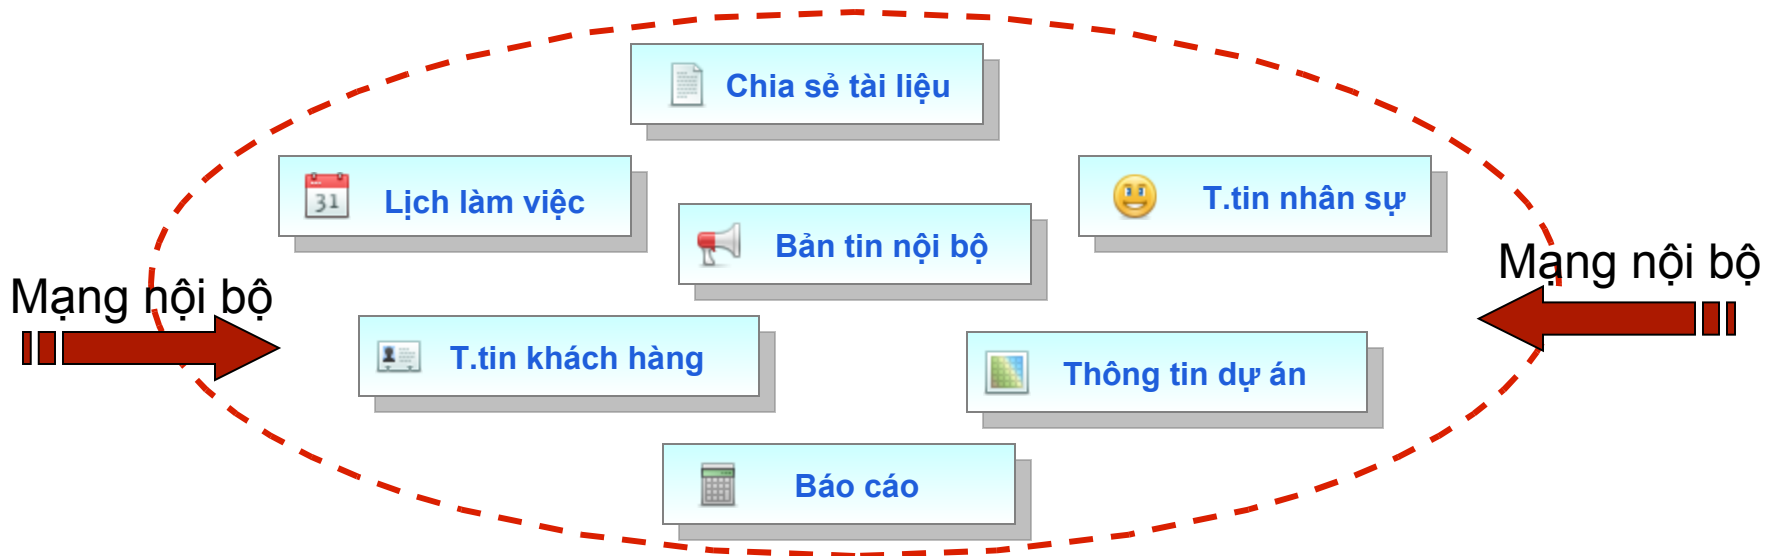 Chia sẻ tài liệu
Lịch làm việc
T.tin nhân sự
Bản tin nội bộ
Mạng nội bộ
Mạng nội bộ
T.tin khách hàng
Thông tin dự án
Báo cáo
31